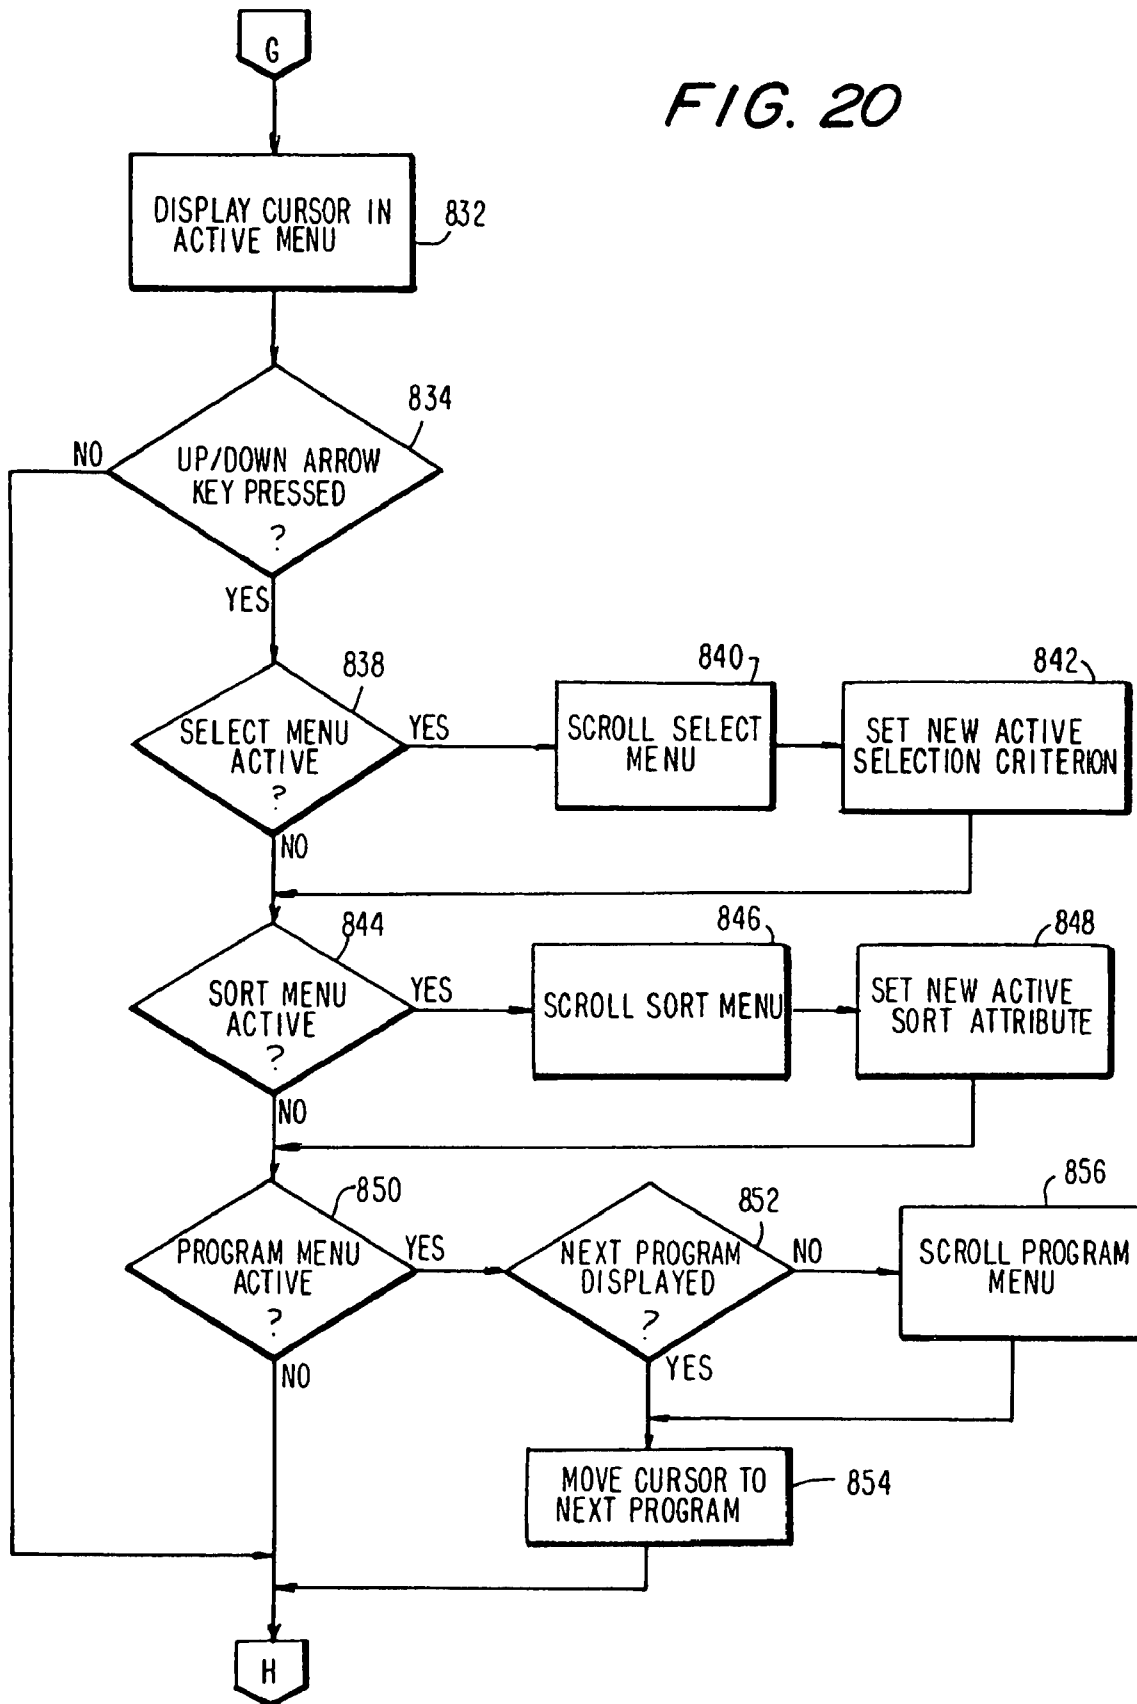 G
FIG. 20
DISPLAY CURSOR IN
ACTIVE MENU
832
834
NO
UP/DOWN ARROW
KEY PRESSED
?
YES
838
SELECT MENU
ACTIVE
?
YES
NO
840
SCROLL SELECT
MENU
842
SET NEW ACTIVE
SELECTION CRITERION
844
SORT MENU
ACTIVE
?
YES
NO
846
SCROLL SORT MENU
848
SET NEW ACTIVE
SORT ATTRIBUTE
850
PROGRAM MENU
ACTIVE
?
YES
NO
852
NEXT PROGRAM
DISPLAYED
?
NO
YES
856
SCROLL PROGRAM
MENU
MOVE CURSOR TO
NEXT PROGRAM
854
H